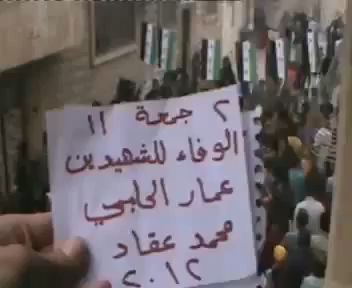 ٢ جمعة ١١
الوفاء للشهيدين
عمار الحلبي
محمد عقاد
٢٠١٢